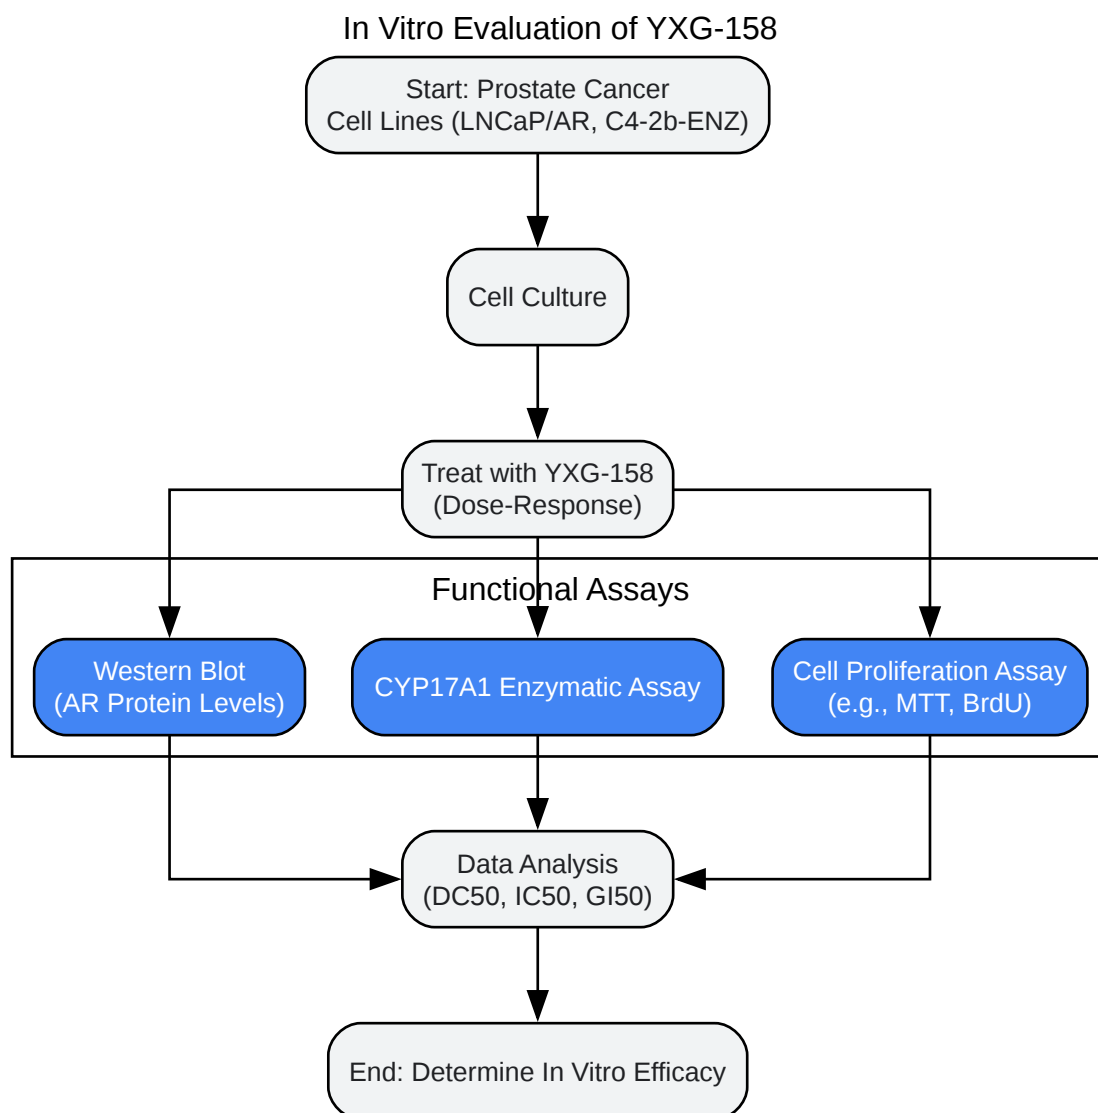 In Vitro Evaluation of YXG-158
Start: Prostate Cancer
Cell Lines (LNCaP/AR, C4-2b-ENZ)
Cell Culture
Treat with YXG-158
(Dose-Response)
Functional Assays
Western Blot
(AR Protein Levels)
CYP17A1 Enzymatic Assay
Cell Proliferation Assay
(e.g., MTT, BrdU)
Data Analysis
(DC50, IC50, GI50)
End: Determine In Vitro Efficacy